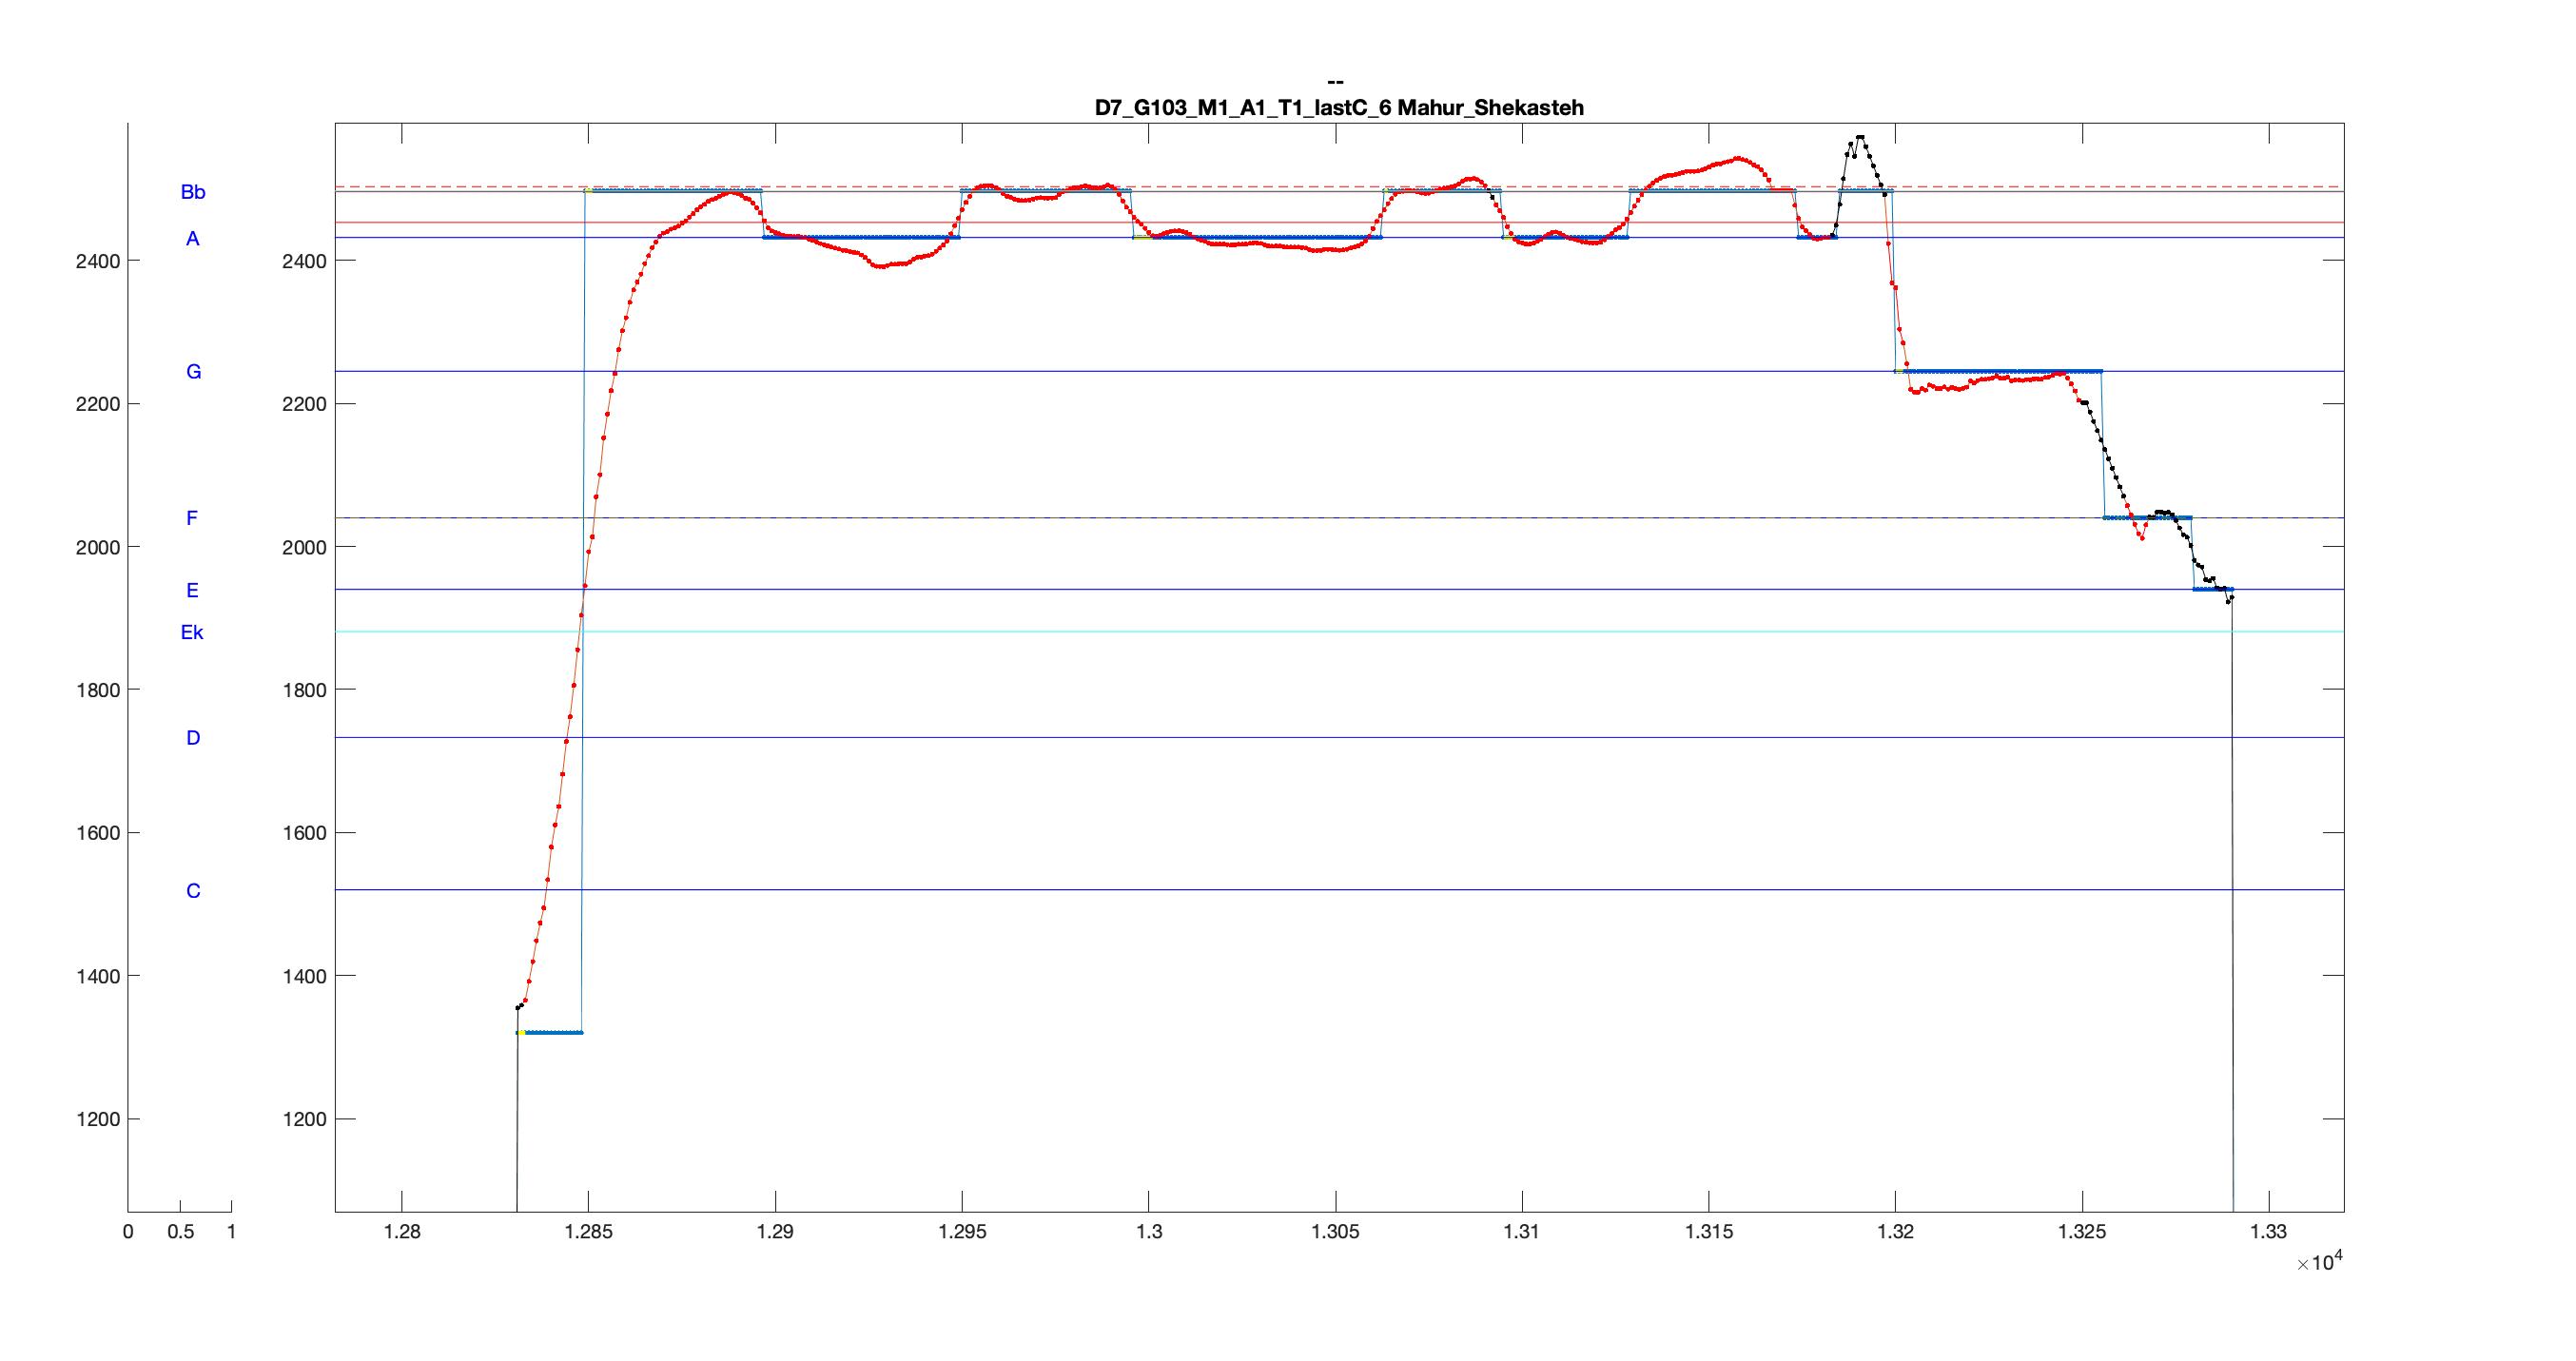 --
D7_G103_M1_A1_T1_lastC_6 Mahur_Shekasteh
Bb
A
2400 2400
G
2200 2200
F
2000 2000
E
Ek
1800 1800
D
1600 1600
C
1400 1400
1200 1200
0 0.5 1 1.28 1.285 1.29 1.295 1.3 1.305 1.31 1.315 1.32 1.325 1.33
×10^4